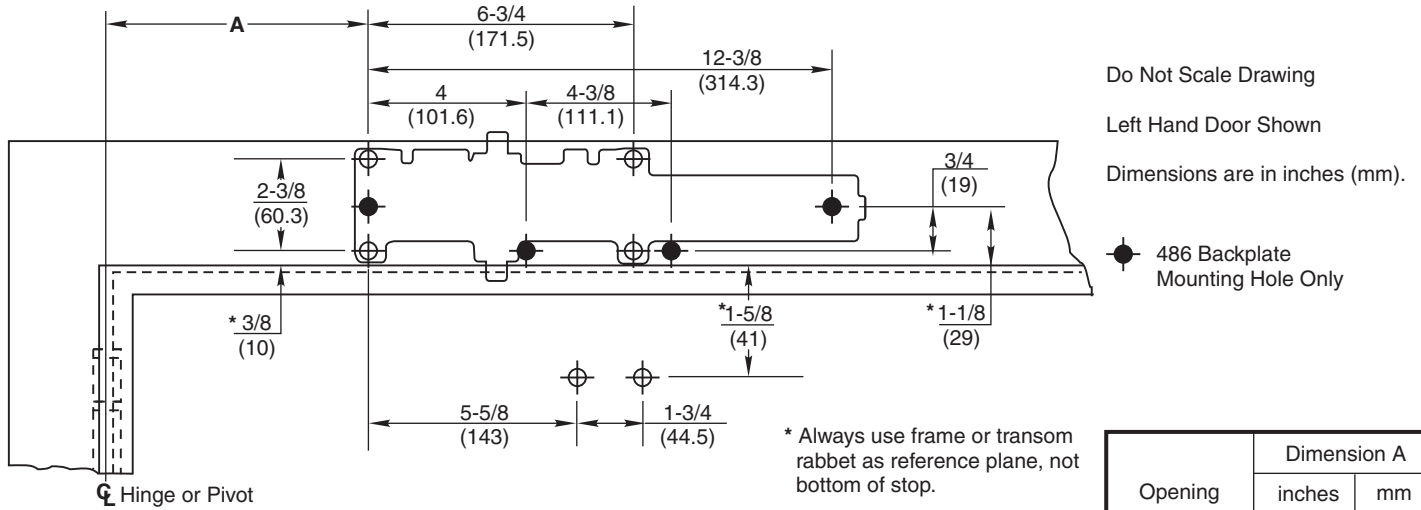 A
6-3/4
(171.5)
12-3/8
(314.3)
4
(101.6)
4-3/8
(111.1)
2-3/8
(60.3)
3/4
(19)
* 3/8
(10)
*1-5/8
(41)
*1-1/8
(29)
5-5/8
(143)
1-3/4
(44.5)
℄ Hinge or Pivot
Do Not Scale Drawing
Left Hand Door Shown
Dimensions are in inches (mm).
486 Backplate
Mounting Hole Only
* Always use frame or transom
rabbet as reference plane, not
bottom of stop.
Dimension A
Opening
inches
mm